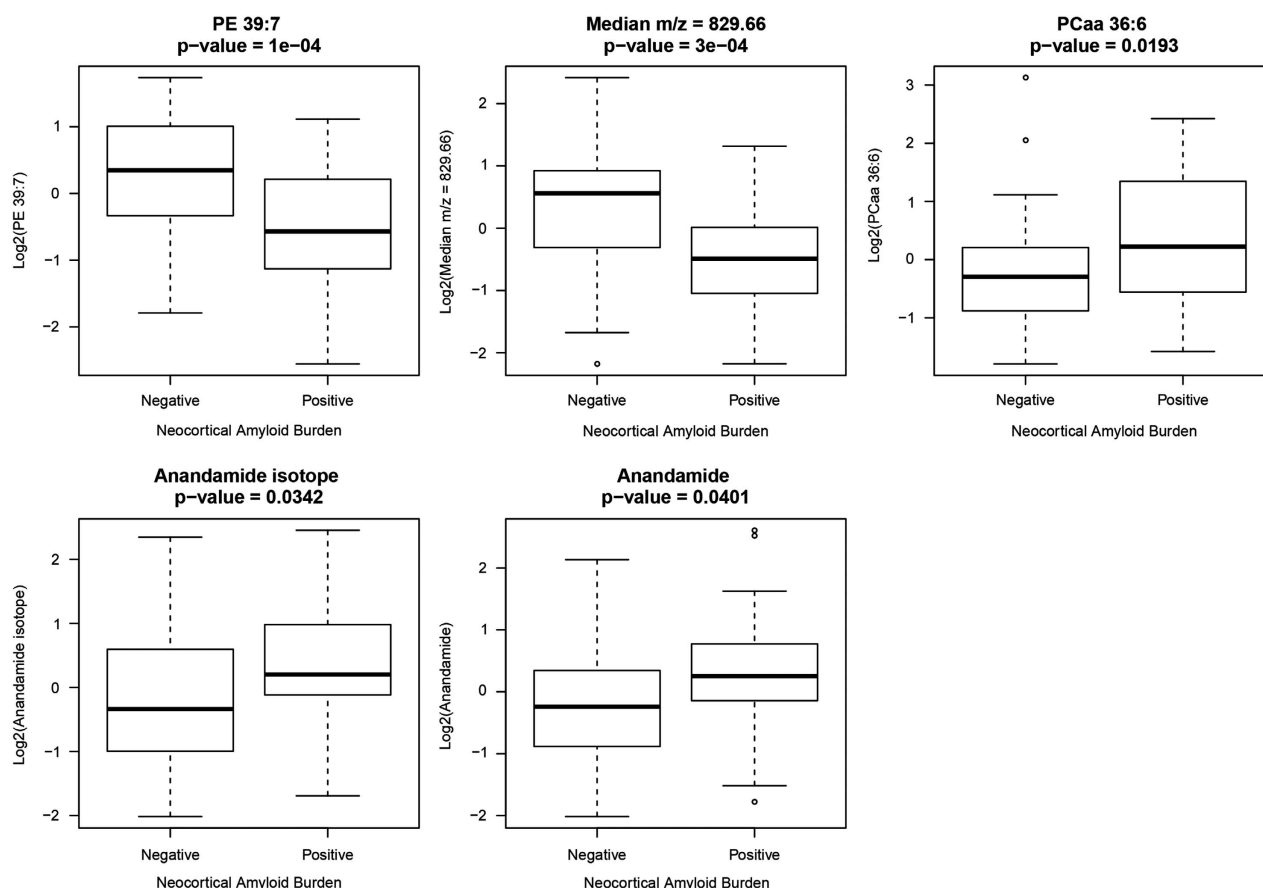 PE 39:7
p−value = 1e−04
Log2(PE 39:7)
1
0
−1
−2
Negative
Positive
Neocortical Amyloid Burden
Median m/z = 829.66
p−value = 3e−04
Log2(Median m/z = 829.66)
2
1
0
−1
−2
Negative
Positive
Neocortical Amyloid Burden
PCaa 36:6
p−value = 0.0193
Log2(PCaa 36:6)
3
2
1
0
−1
Negative
Positive
Neocortical Amyloid Burden
Anandamide isotope
p−value = 0.0342
Log2(Anandamide isotope)
2
1
0
−1
−2
Negative
Positive
Neocortical Amyloid Burden
Anandamide
p−value = 0.0401
Log2(Anandamide)
2
1
0
−1
−2
Negative
Positive
Neocortical Amyloid Burden